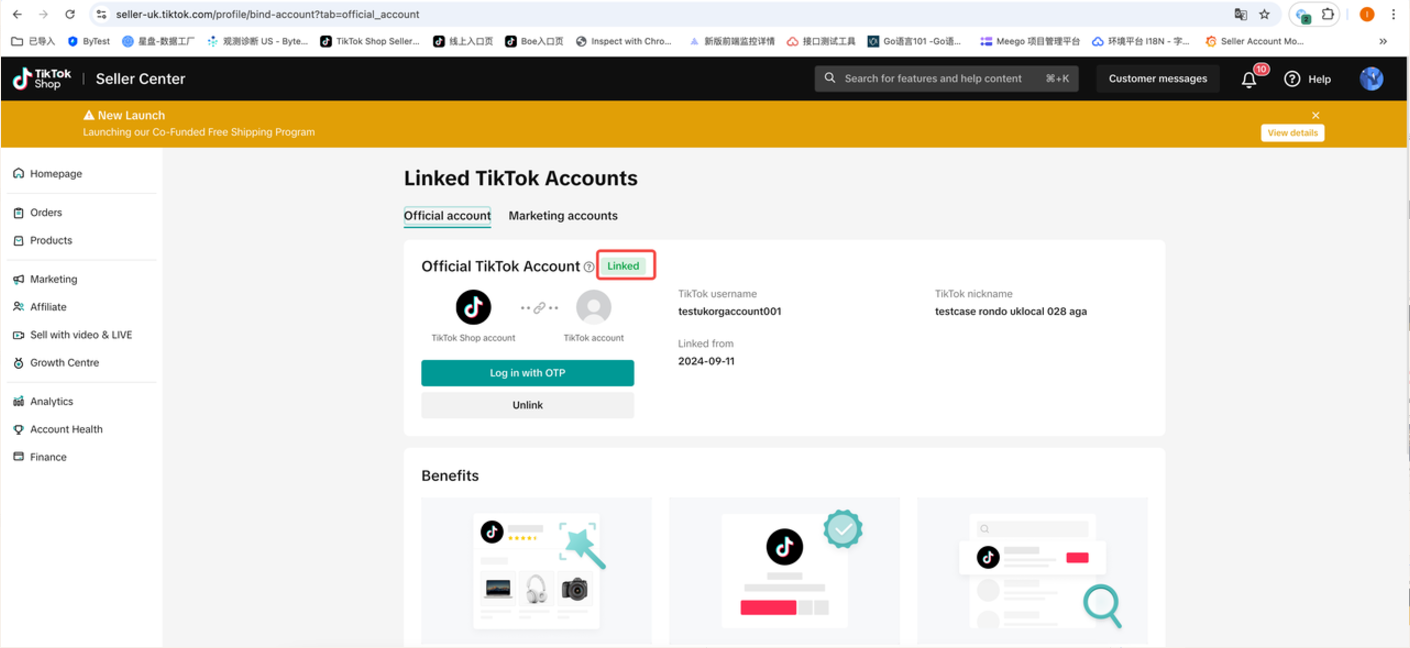 seller-uk.tiktok.com/profile/bind-account?tab=official_account
已导入 ByTest 星盘-数据工厂 观测诊断 US - Byte... TikTok Shop Seller... 线上入口页 Boe入口页 Inspect with Chro... 新版前端监控详情 接口测试工具 Go语言101 -Go语... Meego 项目管理平台 环境平台 I18N - 字... Seller Account Mo... »
TikTok Shop | Seller Center Search for features and help content ⌘+K Customer messages 10 Help
New Launch
Launching our Co-Funded Free Shipping Program
View details
Homepage
Orders
Products
Marketing
Affiliate
Sell with video & LIVE
Growth Centre
Analytics
Account Health
Finance
Linked TikTok Accounts
Official account Marketing accounts
Official TikTok Account Linked
TikTok Shop account TikTok account
Log in with OTP
Unlink
TikTok username
testukorgaccount001
TikTok nickname
testcase rondo uklocal 028 aga
Linked from
2024-09-11
Benefits